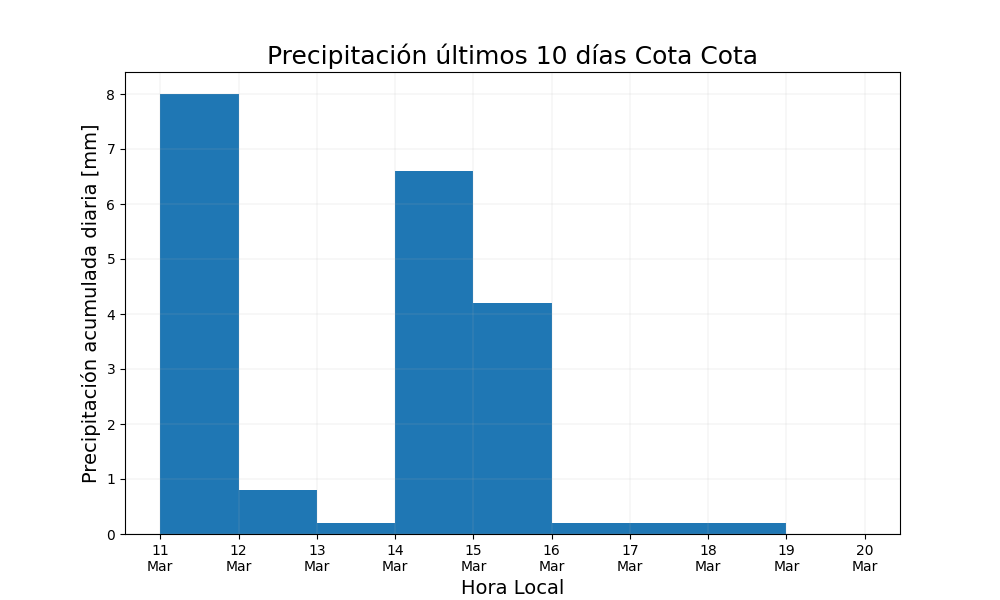 Precipitación últimos 10 días Cota Cota
Precipitación acumulada diaria [mm]
8
7
6
5
4
3
2
1
0
11 12 13 14 15 16 17 18 19 20
Mar Mar Mar Mar Mar Mar Mar Mar Mar Mar
Hora Local